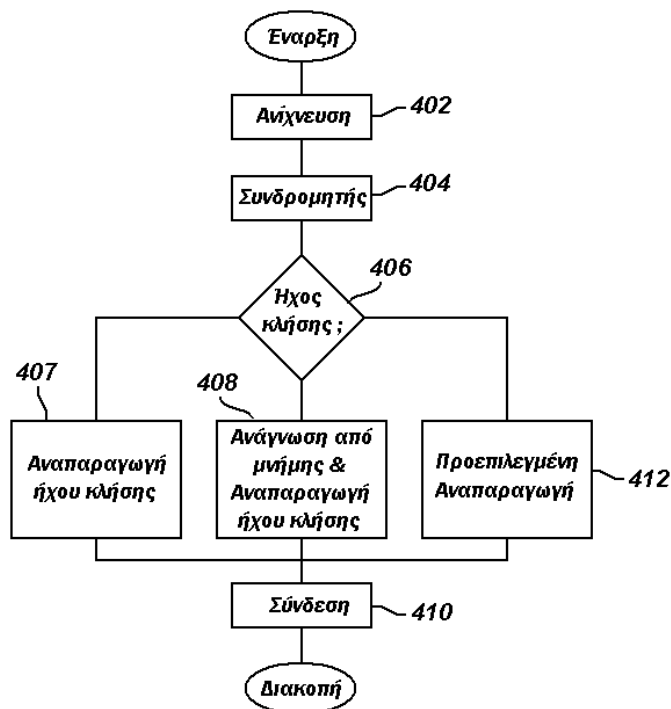 Έναρξη
Ανίχνευση
402
Συνδρομητής
404
Ήχος
κλήσης ;
406
407
Αναπαραγωγή
ήχου κλήσης
408
Ανάγνωση από
μνήμης &
Αναπαραγωγή
ήχου κλήσης
Προεπιλεγμένη
Αναπαραγωγή
412
Σύνδεση
410
Διακοπή